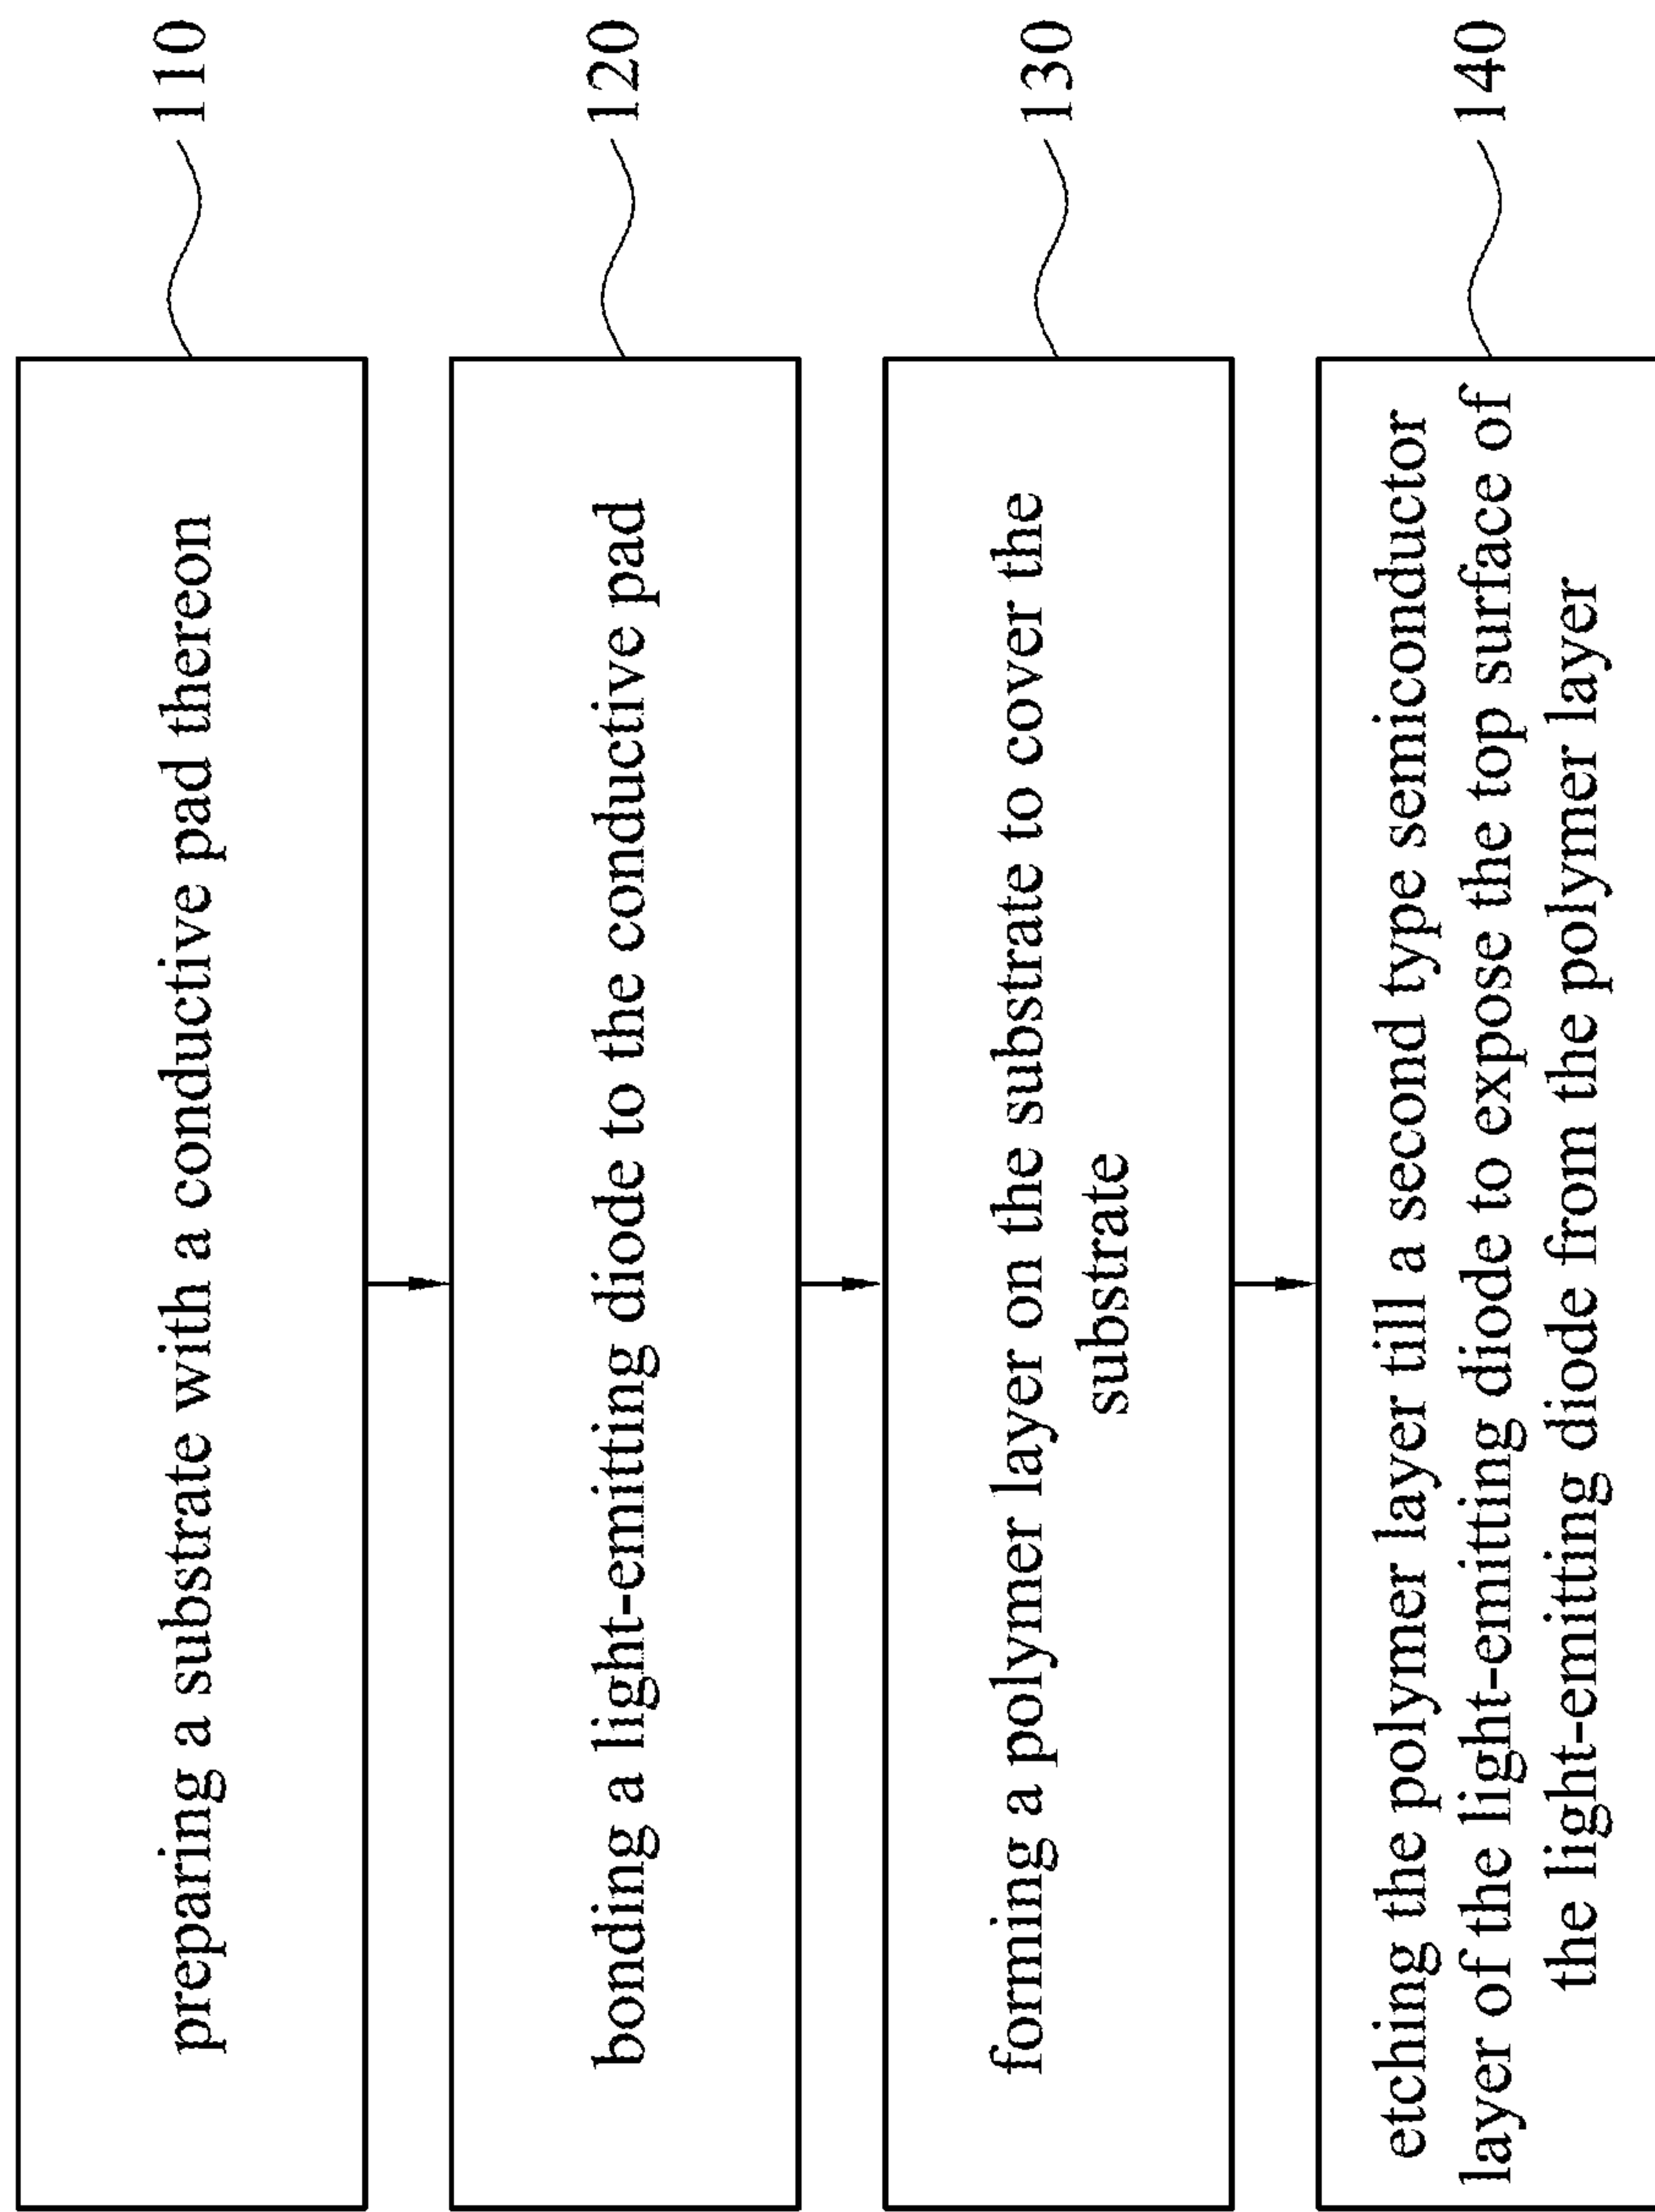 preparing a substrate with a conductive pad thereon
110
bonding a light-emitting diode to the conductive pad
120
forming a polymer layer on the substrate to cover the
substrate
130
etching the polymer layer till a second type semiconductor
layer of the light-emitting diode to expose the top surface of
the light-emitting diode from the polymer layer
140